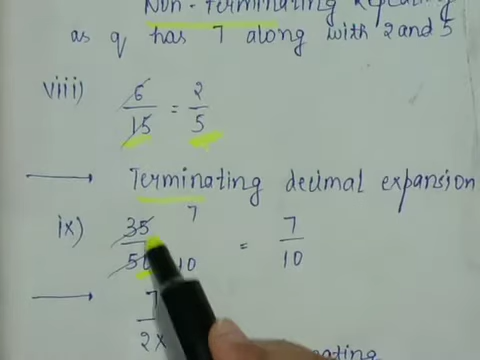 Non-Terminating Repeating
as q has 7 along with 2 and 5
viii) 6/15 = 2/5
→ Terminating decimal expansion
ix) 35/50 7/10 = 7/10
→ 7
2×